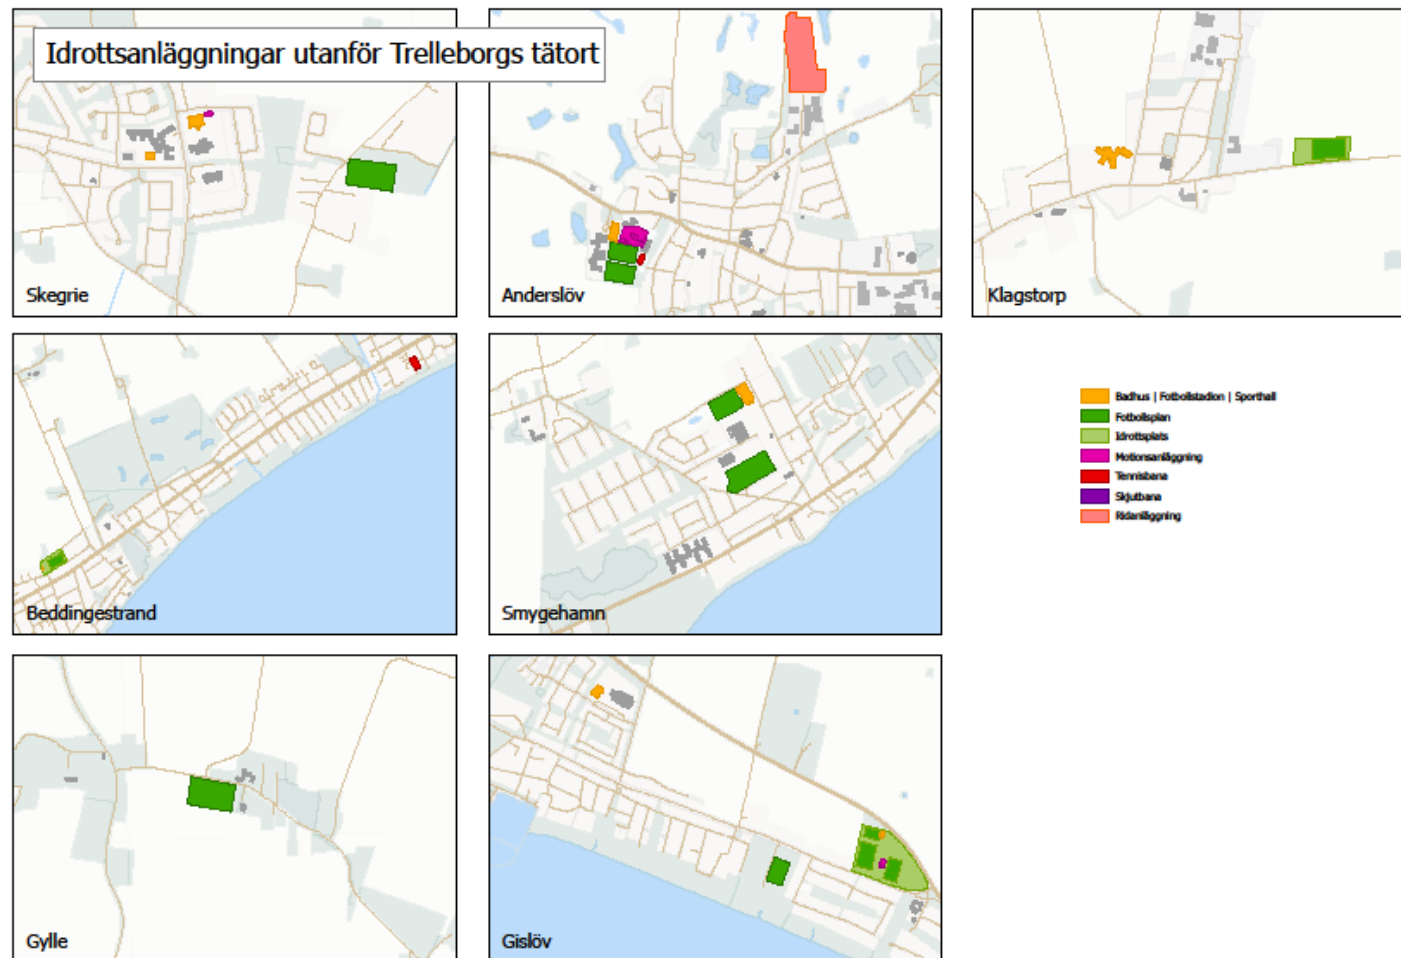 Idrottsanläggningar utanför Trelleborgs tätort
Skegrie
Anderslöv
Klagstorp
Beddingestrand
Smygehamn
Badhus | Fotbollstadion | Sporthall
Fotbollsplan
Idrottsplats
Motionsanläggning
Tennisbana
Skjutbana
Ridanläggning
Gylle
Gislöv